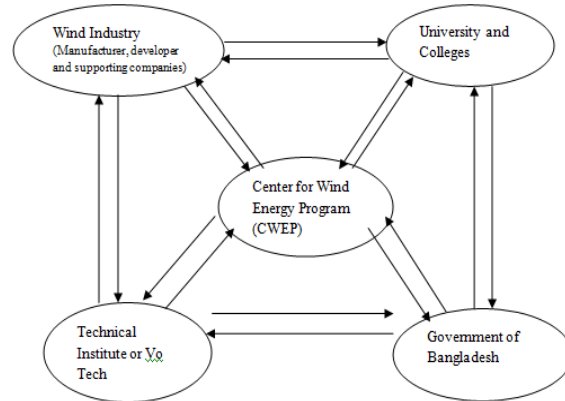 Wind Industry
(Manufacturer, developer
and supporting companies)
University and
Colleges
Center for Wind
Energy Program
(CWEP)
Technical
Institute or Vo
Tech
Government of
Bangladesh